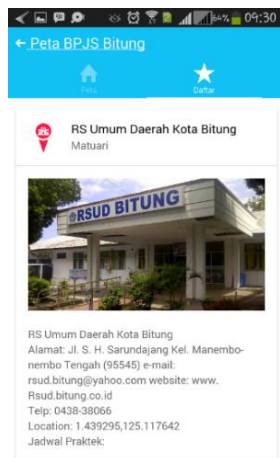 64% 09:30
← Peta BPJS Bitung
Peta
Daftar
RS Umum Daerah Kota Bitung
Matuari
RSUD BITUNG
RS Umum Daerah Kota Bitung
Alamat: Jl. S. H. Sarundajang Kel. Manembo-
nembo Tengah (95545) e-mail:
rsud.bitung@yahoo.com website: www.
Rsud.bitung.co.id
Telp: 0438-38066
Location: 1.439295,125.117642
Jadwal Praktek: